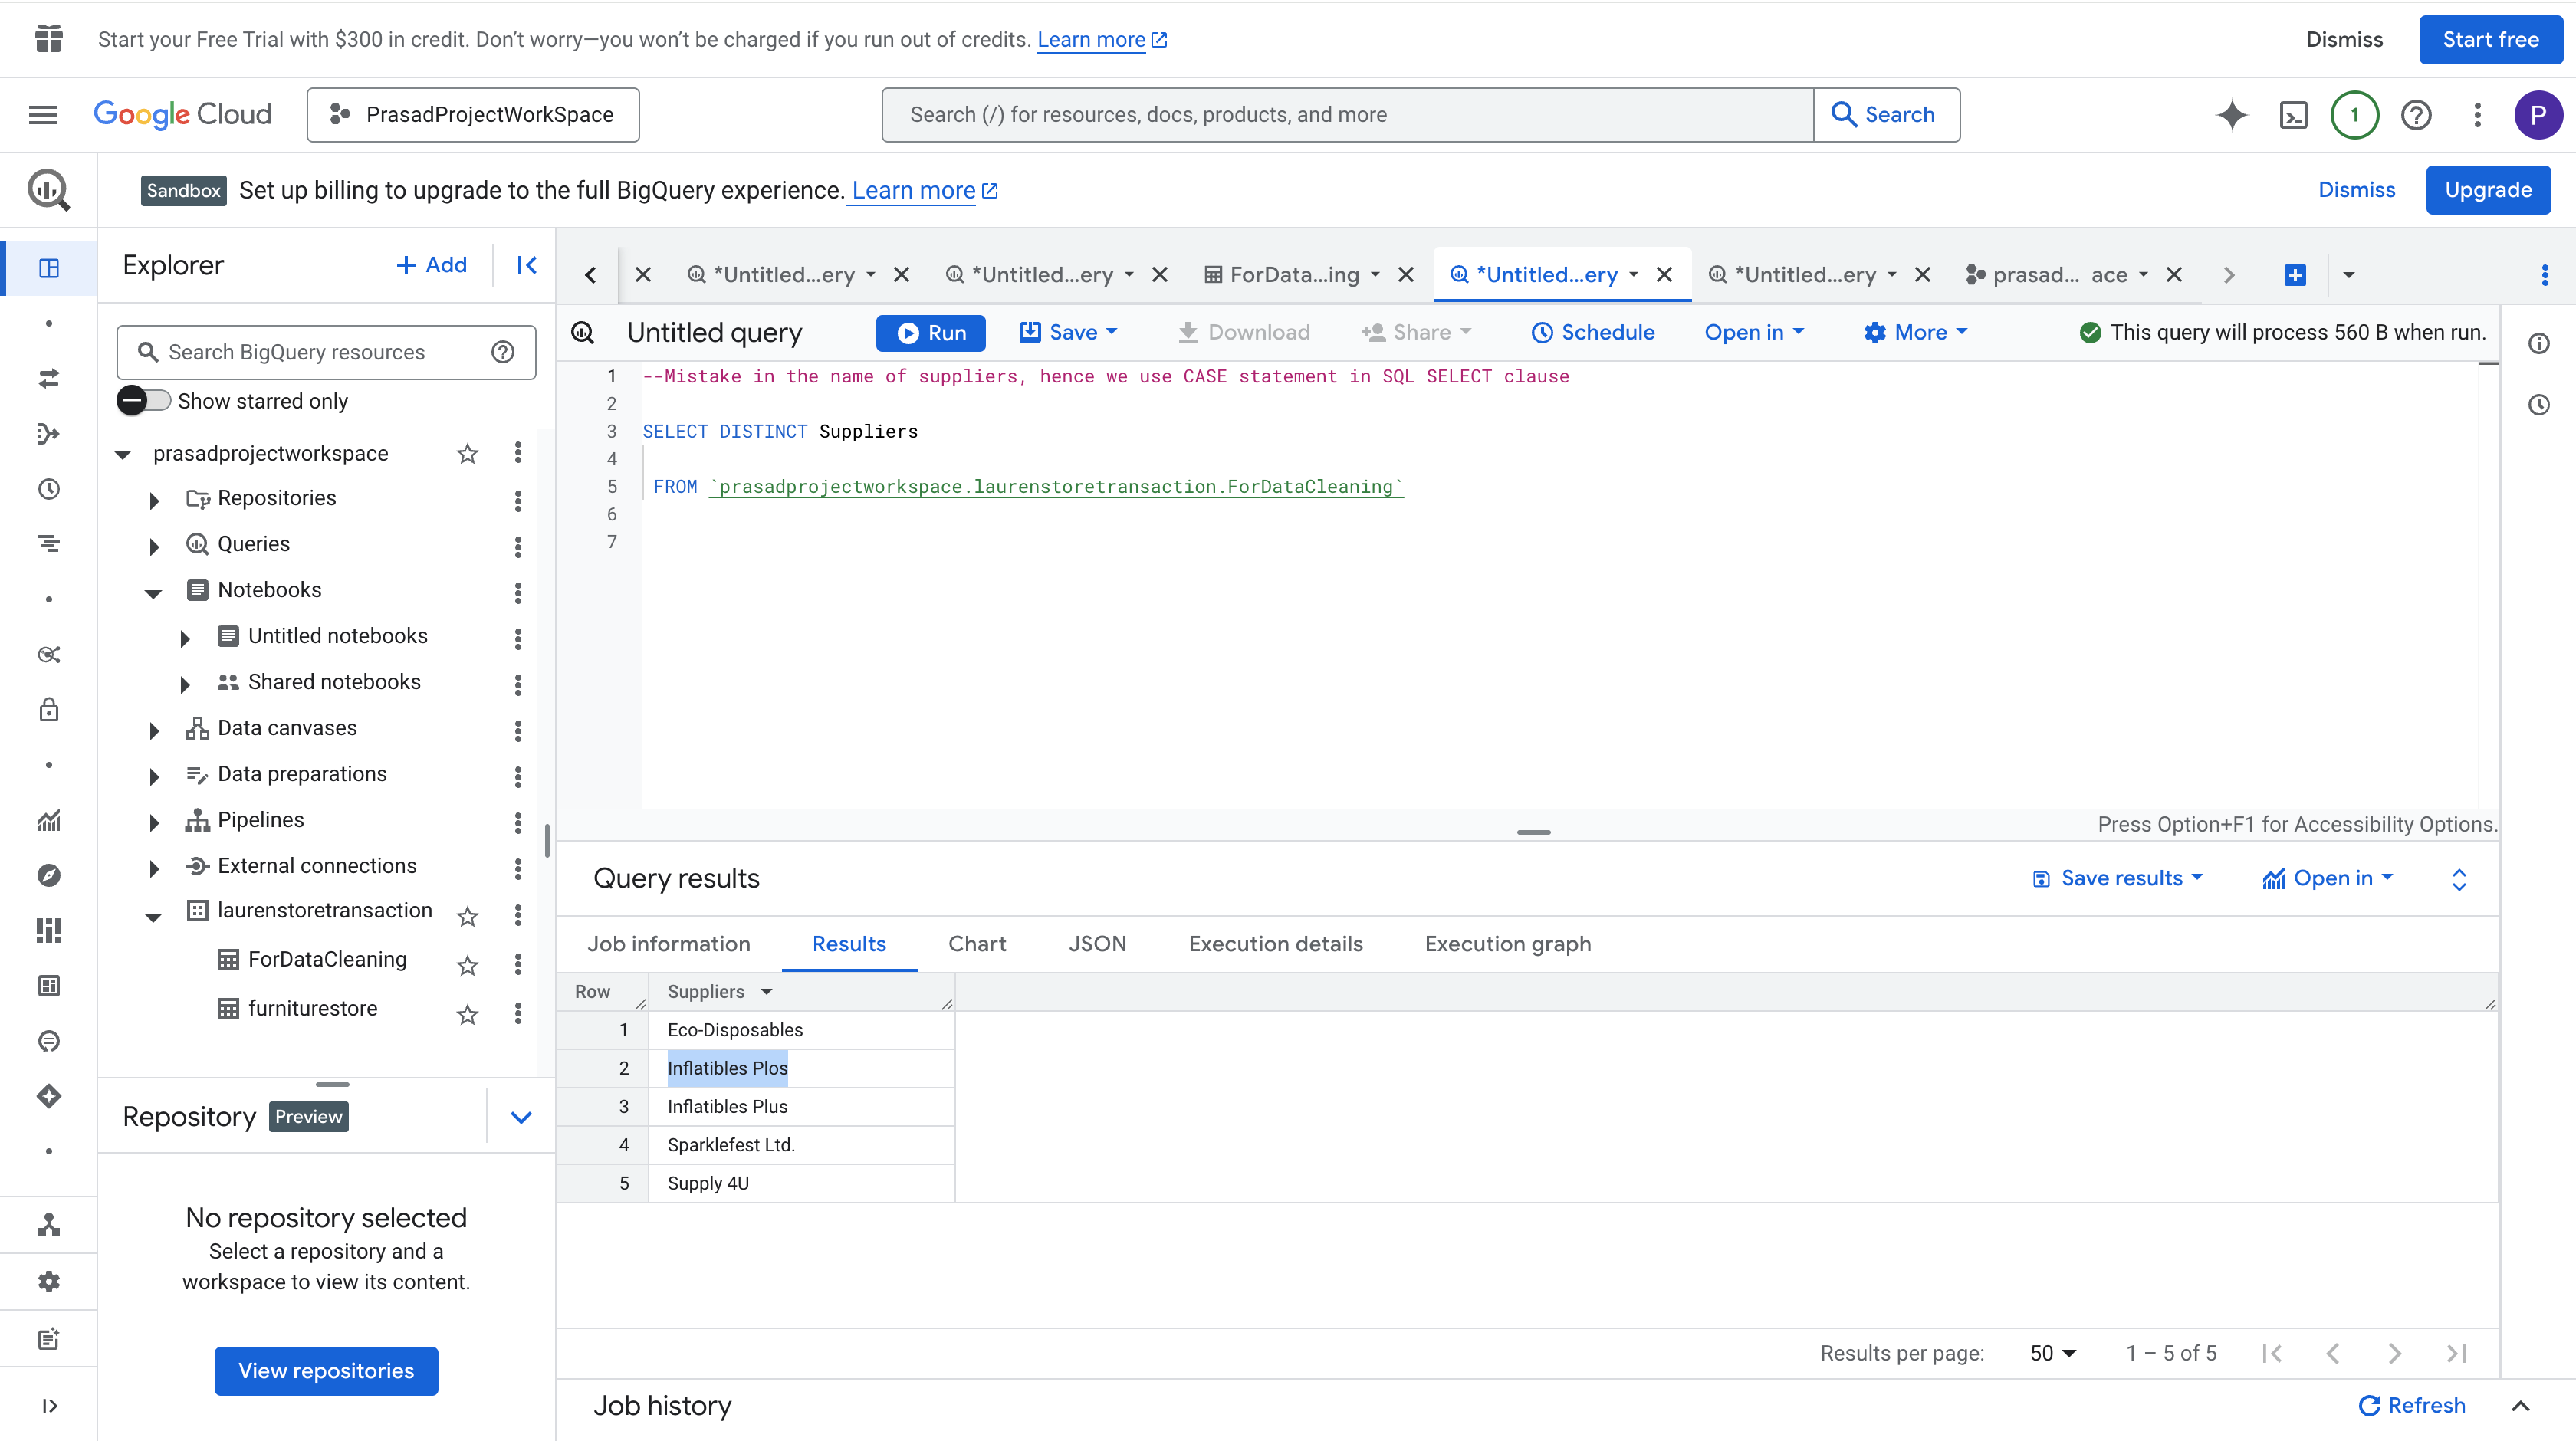 Start your Free Trial with $300 in credit. Don’t worry—you won’t be charged if you run out of credits. Learn more
Dismiss
Start free
Google Cloud
PrasadProjectWorkSpace
Search (/) for resources, docs, products, and more
Search
1
P
Sandbox
Set up billing to upgrade to the full BigQuery experience. Learn more
Dismiss
Upgrade
Explorer
Add
Search BigQuery resources
Show starred only
prasadprojectworkspace
Repositories
Queries
Notebooks
Untitled notebooks
Shared notebooks
Data canvases
Data preparations
Pipelines
External connections
laurenstoretransaction
ForDataCleaning
furniturestore
Repository
Preview
No repository selected
Select a repository and a
workspace to view its content.
View repositories
*Untitled...ery
*Untitled...ery
ForData...ing
*Untitled...ery
*Untitled...ery
prasad... ace
Untitled query
Run
Save
Download
Share
Schedule
Open in
More
This query will process 560 B when run.
1 --Mistake in the name of suppliers, hence we use CASE statement in SQL SELECT clause
2
3 SELECT DISTINCT Suppliers
4
5 FROM `prasadprojectworkspace.laurenstoretransaction.ForDataCleaning`
6
7
Press Option+F1 for Accessibility Options.
Query results
Save results
Open in
Job information
Results
Chart
JSON
Execution details
Execution graph
Row Suppliers
1 Eco-Disposables
2 Inflatibles Plos
3 Inflatibles Plus
4 Sparklefest Ltd.
5 Supply 4U
Results per page:
50
1 – 5 of 5
Job history
Refresh